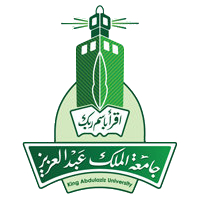 اقرأ باسم ربك
جامعة الملك عبد العزيز
King Abdulaziz University